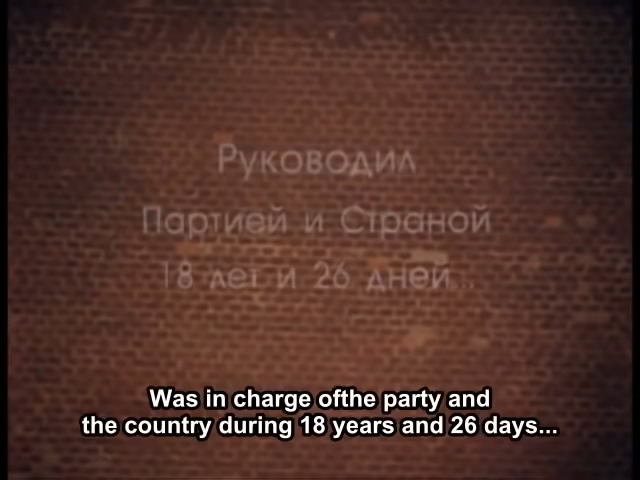 Руководил
Партией и Страной
18 лет и 26 дней...
Was in charge ofthe party and
the country during 18 years and 26 days...